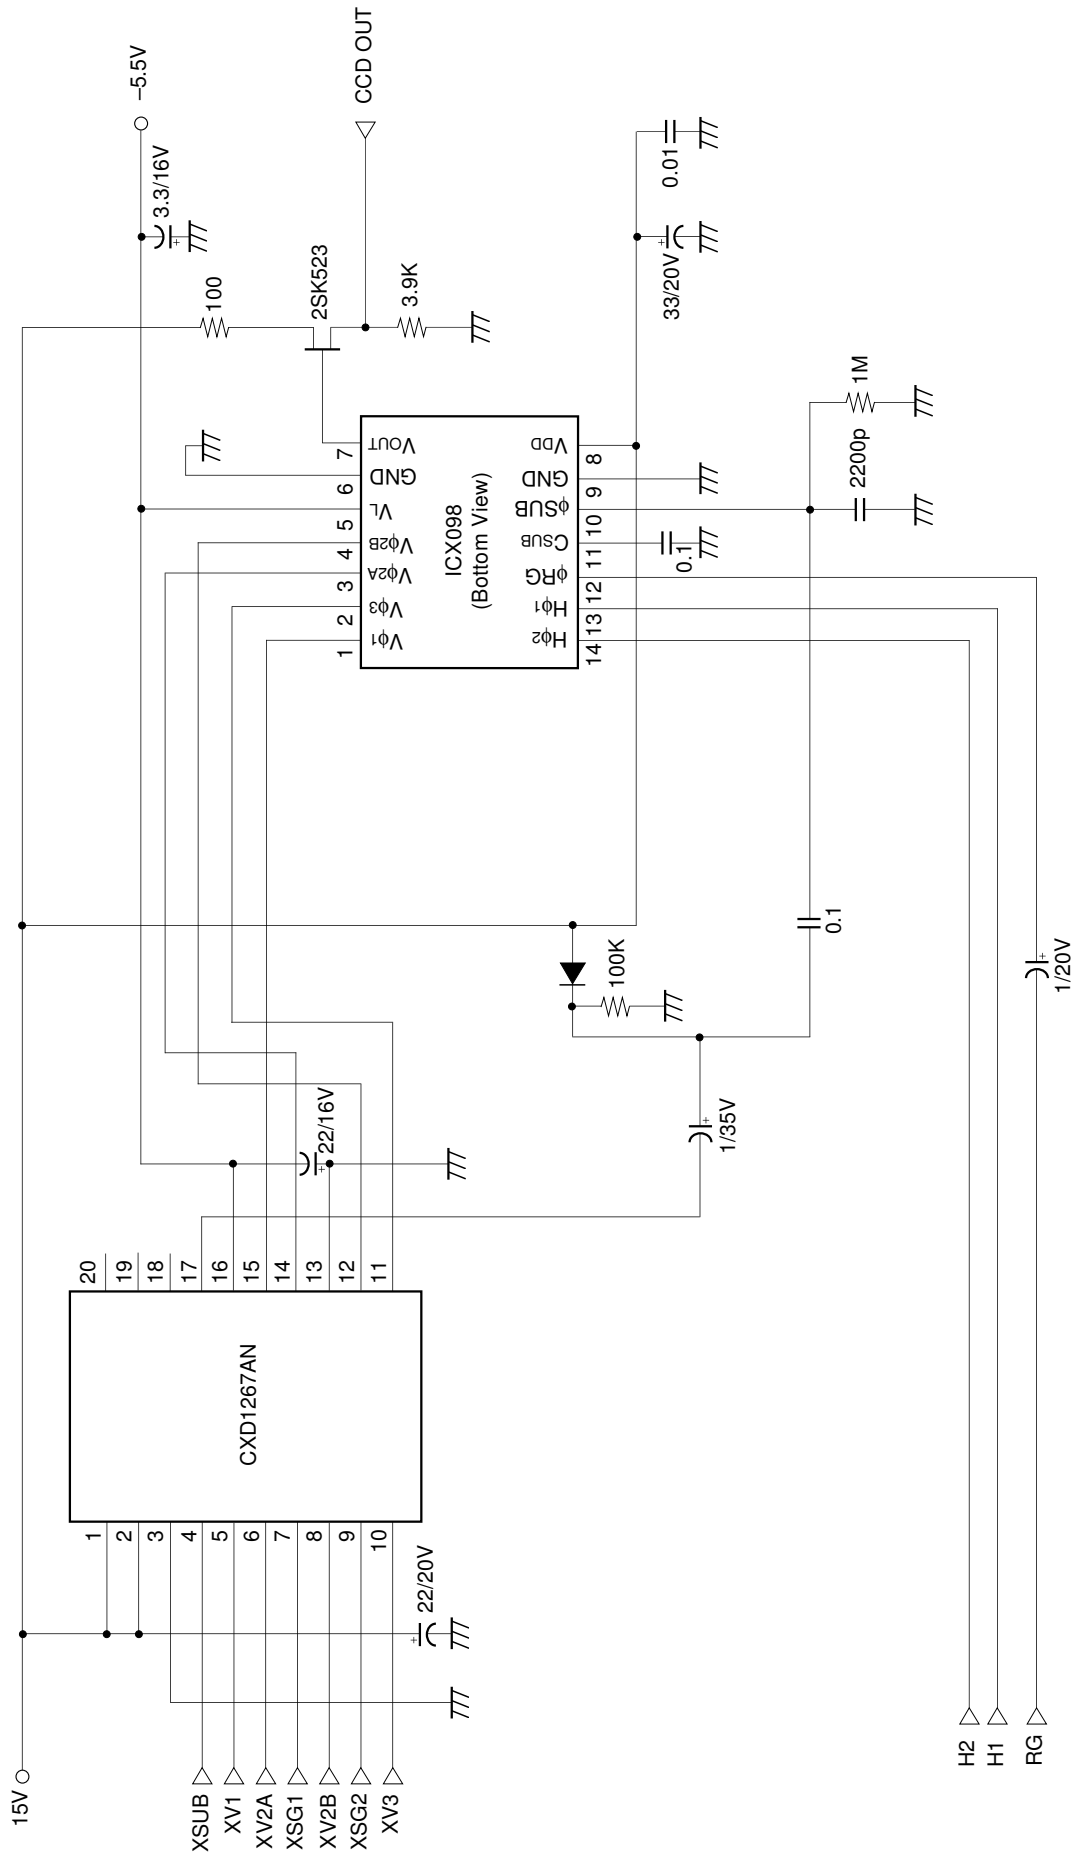 15V
–5.5V
3.3/16V
100
2SK523
CCD OUT
3.9K
0.01
33/20V
1M
2200p
0.1
ICX098
(Bottom View)
1 Vϕ1
2 Vϕ3
3 Vϕ2A
4 Vϕ2B
5 VL
6 GND
7 VOUT
8 VDD
9 GND
10 ϕSUB
11 CSUB
12 ϕRG
13 Hϕ1
14 Hϕ2
100K
0.1
1/20V
1/35V
22/16V
+
+
+
+
+
+
20
19
18
17
16
15
14
13
12
11
CXD1267AN
1
2
3
4
5
6
7
8
9
10
22/20V
XSUB
XV1
XV2A
XSG1
XV2B
XSG2
XV3
H2
H1
RG